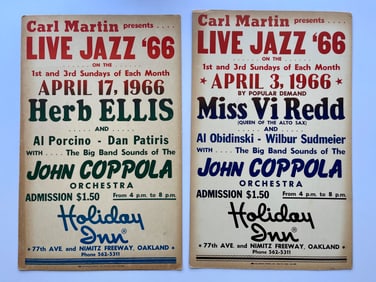 Carl Martin presents
LIVE JAZZ '66
ON THE
1st and 3rd Sundays of Each Month
APRIL 17, 1966
Herb ELLIS
AND
Al Porcino - Dan Patiris
WITH .... The Big Band Sounds of The
JOHN COPPOLA
ORCHESTRA
ADMISSION $1.50 From 4 p.m. to 8 p.m.
Holiday
Inn
77th AVE. and NIMITZ FREEWAY, OAKLAND
Phone 562-5311
Carl Martin presents ....
LIVE JAZZ '66
ON THE
1st and 3rd Sundays of Each Month
★ APRIL 3, 1966 ★
BY POPULAR DEMAND
Miss Vi Redd
(QUEEN OF THE ALTO SAX)
AND
Al Obidinski - Wilbur Sudmeier
WITH .... The Big Band Sounds of The
JOHN COPPOLA
ORCHESTRA
ADMISSION $1.50 From 4 p.m. to 8 p.m.
Holiday
Inn
77th AVE. and NIMITZ FREEWAY, OAKLAND
Phone 562-5311